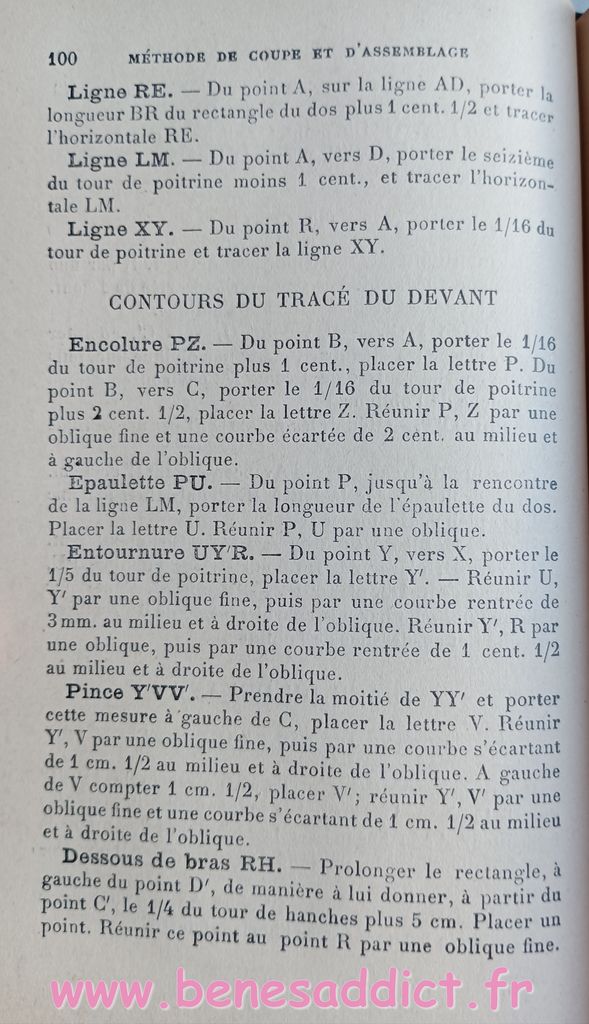 100 MÉTHODE DE COUPE ET D'ASSEMBLAGE
Ligne RE. — Du point A, sur la ligne AD, porter la
longueur BR du rectangle du dos plus 1 cent. 1/2 et tracer
l'horizontale RE.
Ligne LM. — Du point A, vers D, porter le seizième
du tour de poitrine moins 1 cent., et tracer l'horizon-
tale LM.
Ligne XY. — Du point R, vers A, porter le 1/16 du
tour de poitrine et tracer la ligne XY.
CONTOURS DU TRACÉ DU DEVANT
Encolure PZ. — Du point B, vers A, porter le 1/16
du tour de poitrine plus 1 cent., placer la lettre P. Du
point B, vers C, porter le 1/16 du tour de poitrine
plus 2 cent. 1/2, placer la lettre Z. Réunir P, Z par une
oblique fine et une courbe écartée de 2 cent. au milieu et
à gauche de l'oblique.
Epaulette PU. — Du point P, jusqu'à la rencontre
de la ligne LM, porter la longueur de l'épaulette du dos.
Placer la lettre U. Réunir P, U par une oblique.
Entournure UY'R. — Du point Y, vers X, porter le
1/5 du tour de poitrine, placer la lettre Y'. — Réunir U,
Y' par une oblique fine, puis par une courbe rentrée de
3 mm. au milieu et à droite de l'oblique. Réunir Y', R par
une oblique, puis par une courbe rentrée de 1 cent. 1/2
au milieu et à droite de l'oblique.
Pince Y'VV'. — Prendre la moitié de YY' et porter
cette mesure à gauche de C, placer la lettre V. Réunir
Y', V par une oblique fine, puis par une courbe s'écartant
de 1 cm. 1/2 au milieu et à droite de l'oblique. A gauche
de V compter 1 cm. 1/2, placer V'; réunir Y', V' par une
oblique fine et une courbe s'écartant de 1 cm. 1/2 au milieu
et à droite de l'oblique.
Dessous de bras RH. — Prolonger le rectangle, à
gauche du point D', de manière à lui donner, à partir du
point C', le 1/4 du tour de hanches plus 5 cm. Placer un
point. Réunir ce point au point R par une oblique fine.
www.benesaddict.fr